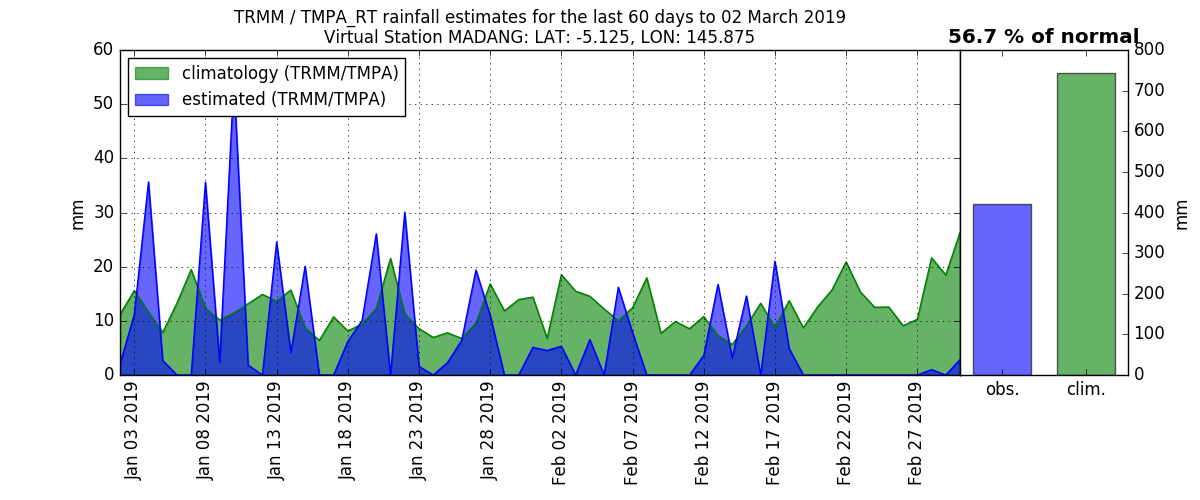 TRMM / TMPA_RT rainfall estimates for the last 60 days to 02 March 2019
Virtual Station MADANG: LAT: -5.125, LON: 145.875
56.7 % of normal
climatology (TRMM/TMPA)
estimated (TRMM/TMPA)
mm
60
50
40
30
20
10
0
Jan 03 2019
Jan 08 2019
Jan 13 2019
Jan 18 2019
Jan 23 2019
Jan 28 2019
Feb 02 2019
Feb 07 2019
Feb 12 2019
Feb 17 2019
Feb 22 2019
Feb 27 2019
obs.
clim.
800
700
600
500
400
300
200
100
0
mm